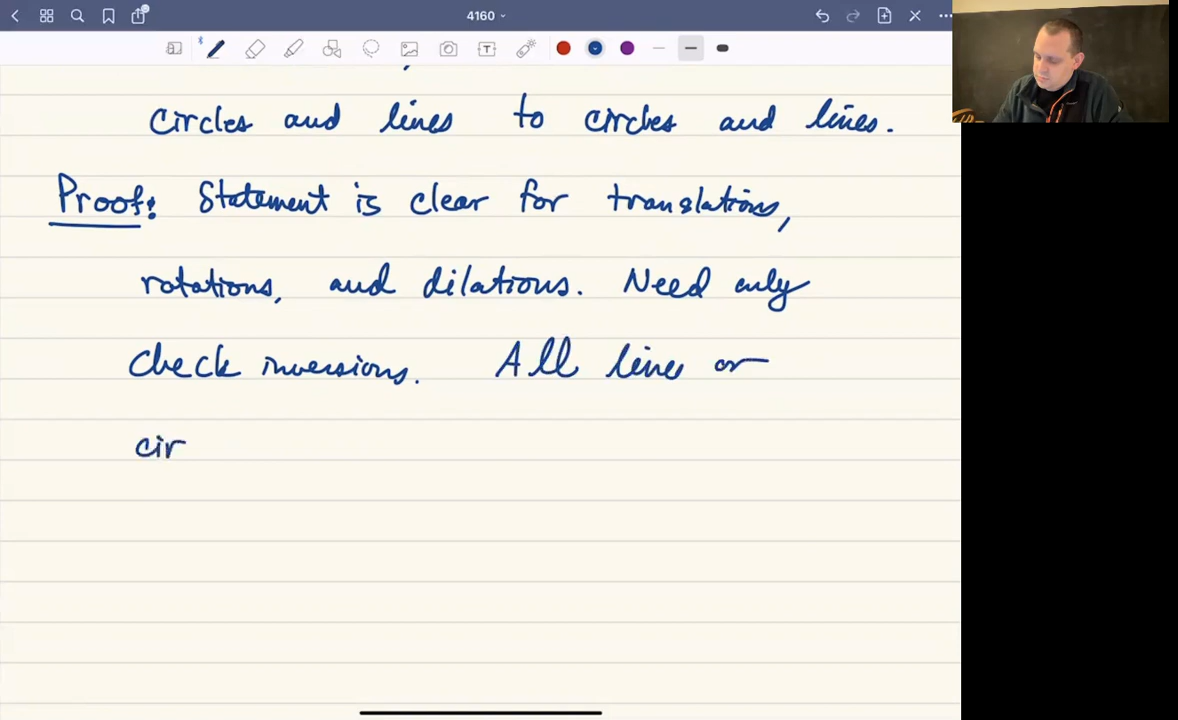 4160
circles and lines to circles and lines.
Proof: Statement is clear for translations,
rotations, and dilations. Need only
check inversions. All lines or
cir